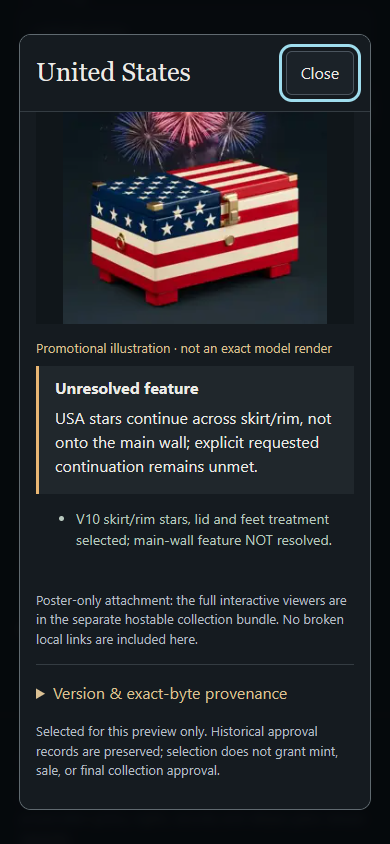 United States
Close
Promotional illustration · not an exact model render
Unresolved feature
USA stars continue across skirt/rim, not
onto the main wall; explicit requested
continuation remains unmet.
• V10 skirt/rim stars, lid and feet treatment
selected; main-wall feature NOT resolved.
Poster-only attachment: the full interactive viewers are
in the separate hostable collection bundle. No broken
local links are included here.
▶ Version & exact-byte provenance
Selected for this preview only. Historical approval
records are preserved; selection does not grant mint,
sale, or final collection approval.